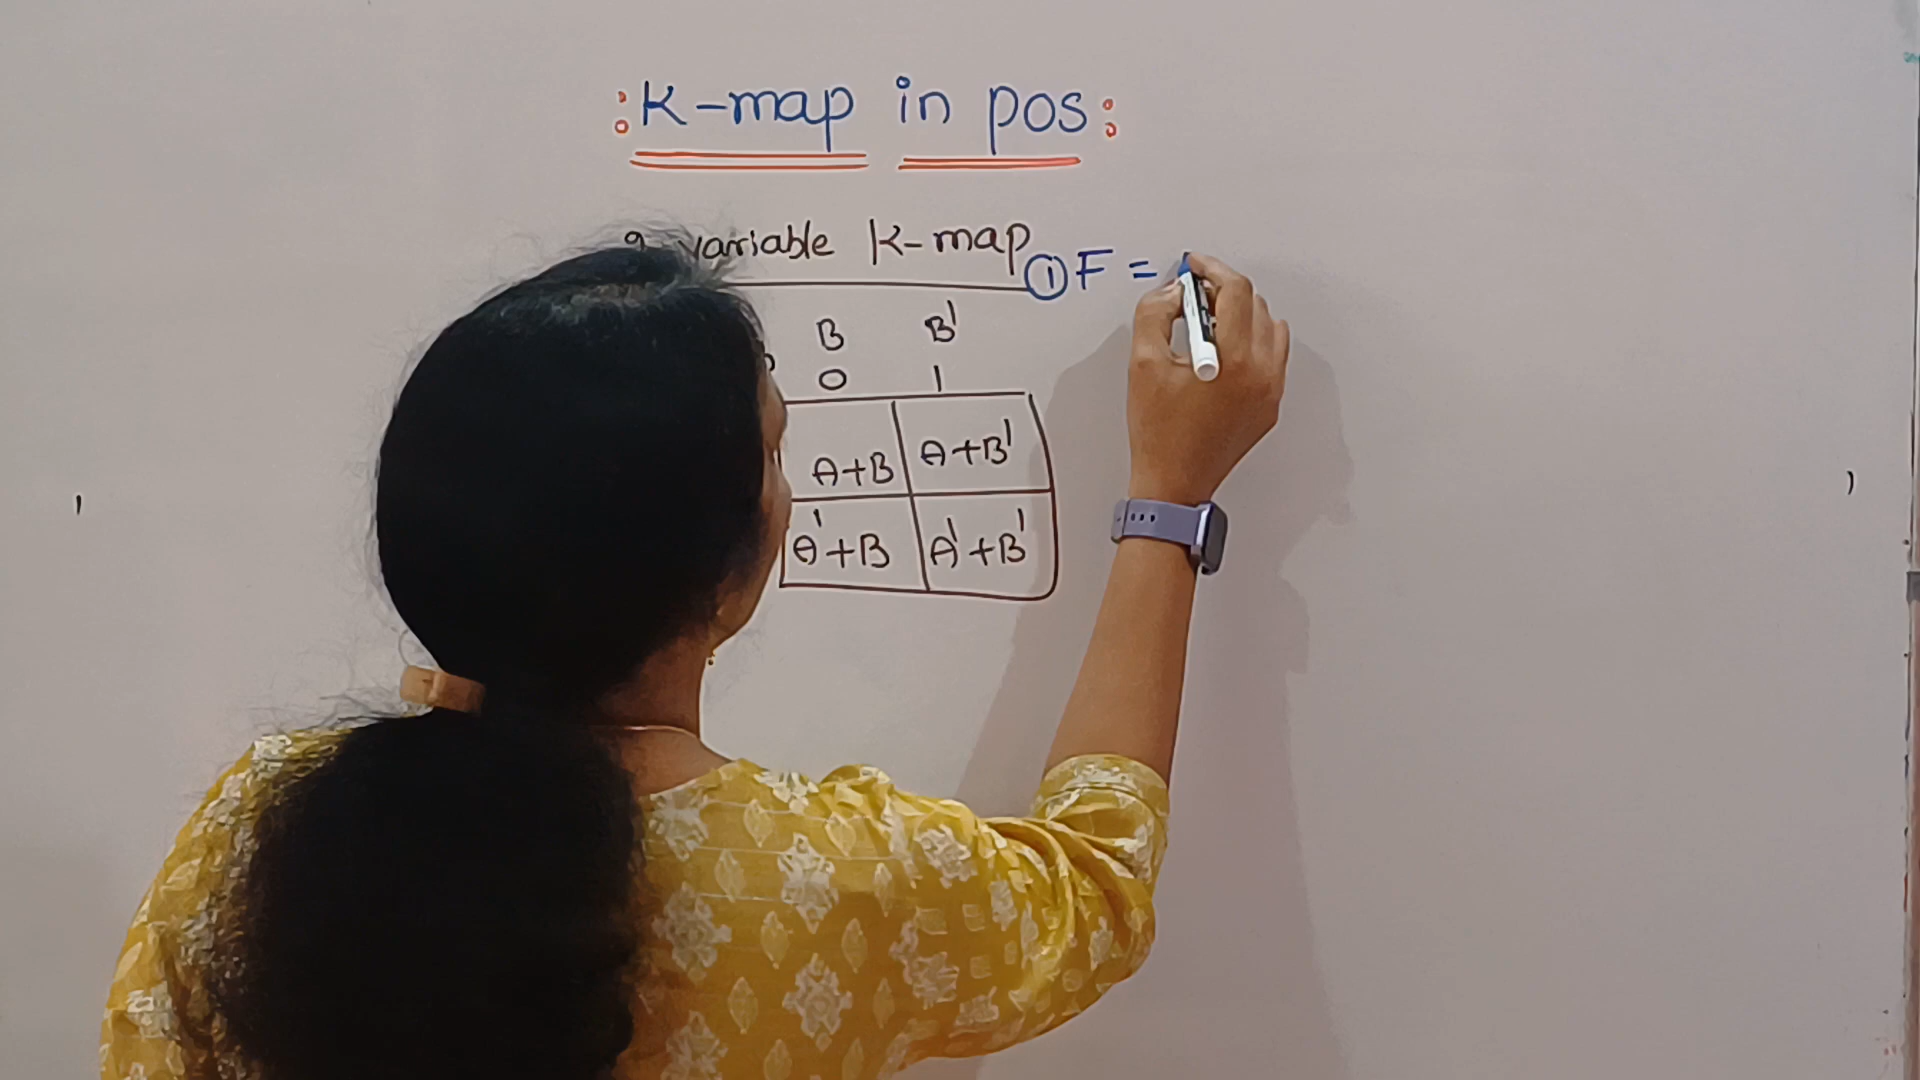 :K-map in pos:
variable K-map
① F =
B B'
0 1
A+B A+B'
A'+B A'+B'